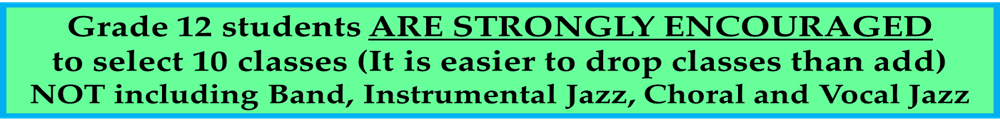 Grade 12 students ARE STRONGLY ENCOURAGED
to select 10 classes (It is easier to drop classes than add)
NOT including Band, Instrumental Jazz, Choral and Vocal Jazz